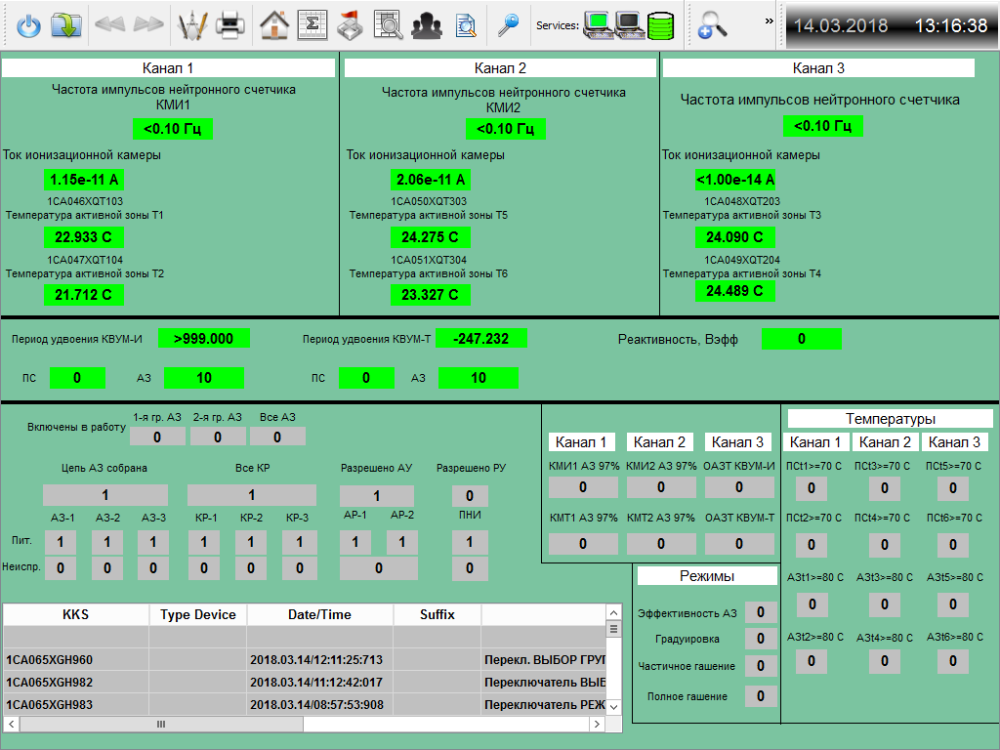 Services:
»
14.03.2018 13:16:38
Канал 1
Частота импульсов нейтронного счетчика
КМИ1
<0.10 Гц
Ток ионизационной камеры
1.15e-11 A
1CA046XQT103
Температура активной зоны Т1
22.933 C
1CA047XQT104
Температура активной зоны Т2
21.712 C
Канал 2
Частота импульсов нейтронного счетчика
КМИ2
<0.10 Гц
Ток ионизационной камеры
2.06e-11 A
1CA050XQT303
Температура активной зоны Т5
24.275 C
1CA051XQT304
Температура активной зоны Т6
23.327 C
Канал 3
Частота импульсов нейтронного счетчика
<0.10 Гц
Ток ионизационной камеры
<1.00e-14 A
1CA048XQT203
Температура активной зоны Т3
24.090 C
1CA049XQT204
Температура активной зоны Т4
24.489 C
Период удвоения КВУМ-И >999.000 Период удвоения КВУМ-Т -247.232 Реактивность, Вэфф 0
ПС 0 АЗ 10 ПС 0 АЗ 10
1-я гр. АЗ 2-я гр. АЗ Все АЗ
Включены в работу 0 0 0
Цепь АЗ собрана Все КР Разрешено АУ Разрешено РУ
1 1 1 0
АЗ-1 АЗ-2 АЗ-3 КР-1 КР-2 КР-3 АР-1 АР-2 ПНИ
Пит. 1 1 1 1 1 1 1 1 1
Неиспр. 0 0 0 0 0 0 0 0
Канал 1 Канал 2 Канал 3
КМИ1 АЗ 97% КМИ2 АЗ 97% ОАЗТ КВУМ-И
0 0 0
КМТ1 АЗ 97% КМТ2 АЗ 97% ОАЗТ КВУМ-Т
0 0 0
Температуры
Канал 1 Канал 2 Канал 3
ПСt1>=70 С ПСt3>=70 С ПСt5>=70 С
0 0 0
ПСt2>=70 С ПСt4>=70 С ПСt6>=70 С
0 0 0
АЗt1>=80 С АЗt3>=80 С АЗt5>=80 С
0 0 0
АЗt2>=80 С АЗt4>=80 С АЗt6>=80 С
0 0 0
Режимы
Эффективность АЗ 0
Градуировка 0
Частичное гашение 0
Полное гашение 0
KKS Type Device Date/Time Suffix
1CA065XGH960 2018.03.14/12:11:25:713 Перекл. ВЫБОР ГРУП
1CA065XGH982 2018.03.14/11:12:42:017 Переключатель ВЫБ
1CA065XGH983 2018.03.14/08:57:53:908 Переключатель РЕЖ